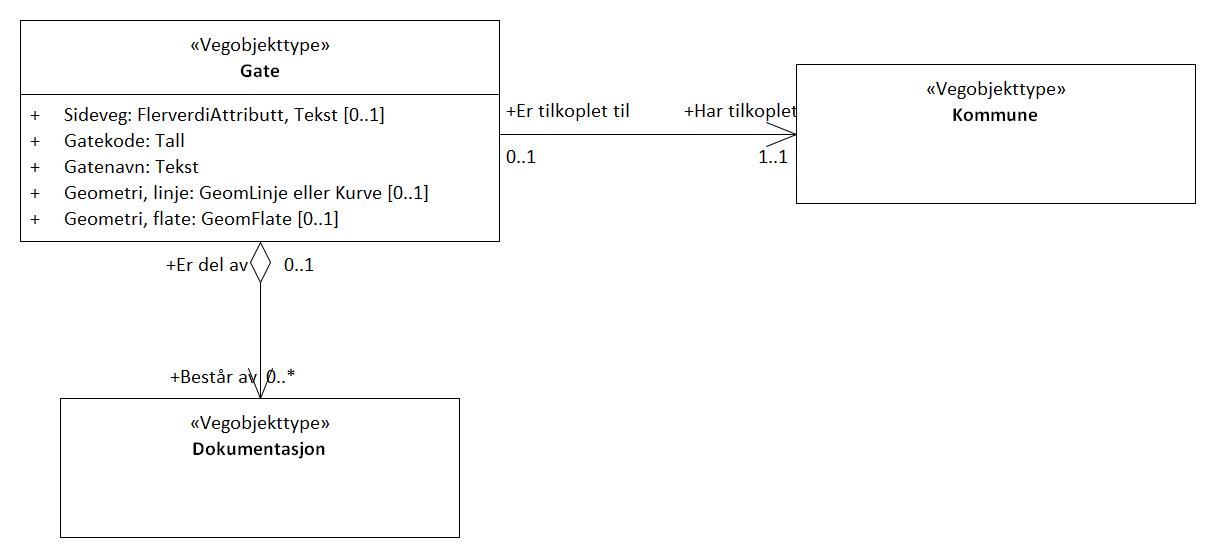 «Vegobjekttype»
Gate
+ Sideveg: FlerverdiAttributt, Tekst [0..1]
+ Gatekode: Tall
+ Gatenavn: Tekst
+ Geometri, linje: GeomLinje eller Kurve [0..1]
+ Geometri, flate: GeomFlate [0..1]
+Er tilkoplet til
+Har tilkoplet
0..1
1..1
«Vegobjekttype»
Kommune
+Er del av
0..1
+Består av
0..*
«Vegobjekttype»
Dokumentasjon